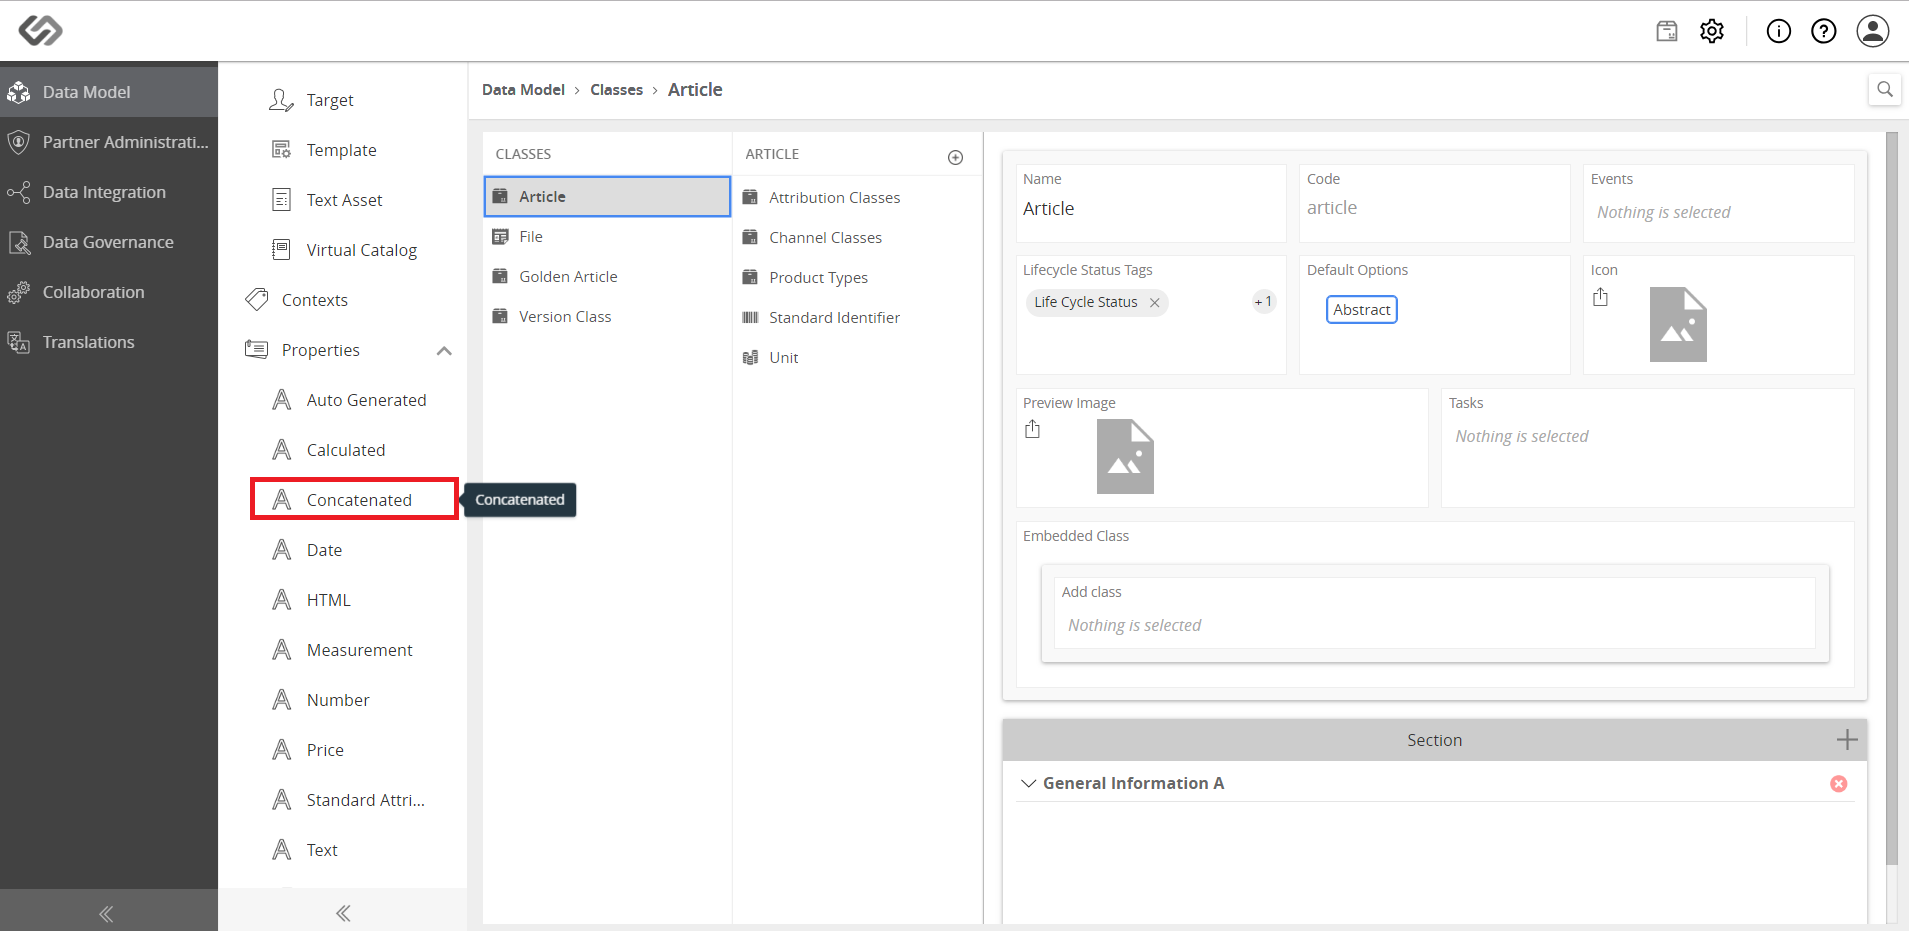 Data Model
Partner Administrati...
Data Integration
Data Governance
Collaboration
Translations
Target
Template
Text Asset
Virtual Catalog
Contexts
Properties
Auto Generated
Calculated
Concatenated
Date
HTML
Measurement
Number
Price
Standard Attri...
Text
Concatenated
Data Model › Classes › Article
CLASSES
Article
File
Golden Article
Version Class
ARTICLE
Attribution Classes
Channel Classes
Product Types
Standard Identifier
Unit
Name
Article
Code
article
Events
Nothing is selected
Lifecycle Status Tags
Life Cycle Status
+1
Default Options
Abstract
Icon
Preview Image
Tasks
Nothing is selected
Embedded Class
Add class
Nothing is selected
Section
General Information A